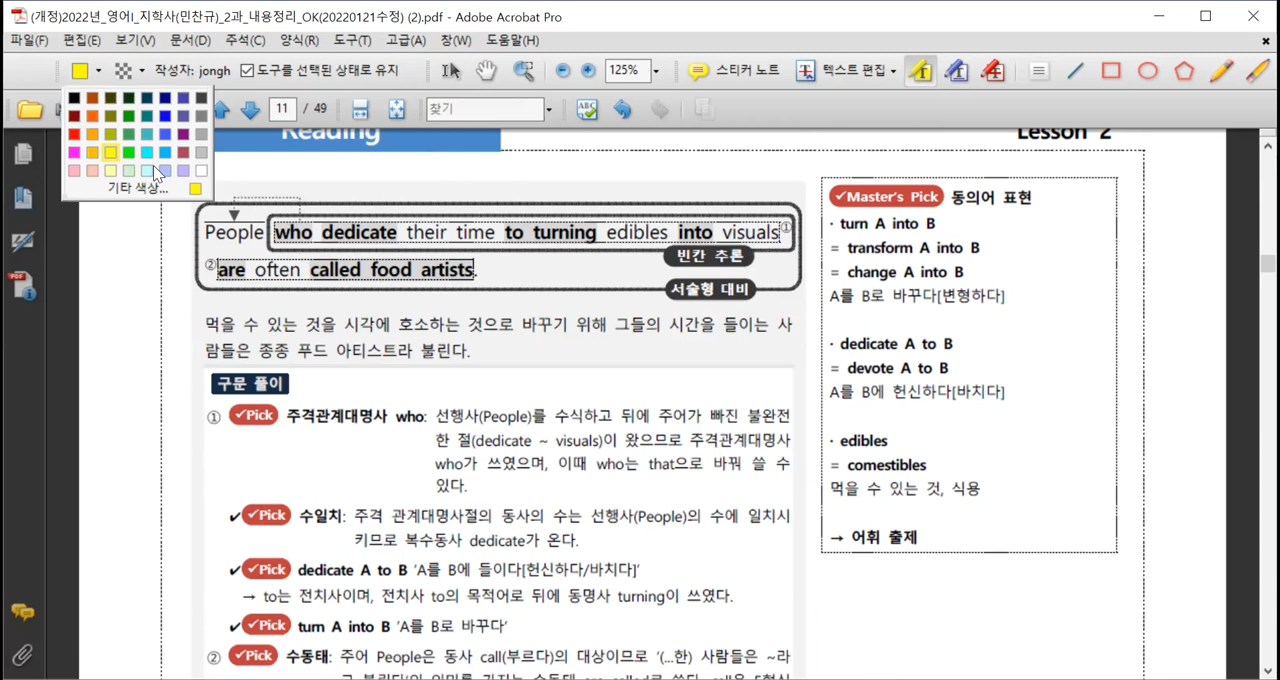 (개정)2022년_영어I_지학사(민찬규)_2과_내용정리_OK(20220121수정) (2).pdf - Adobe Acrobat Pro
파일(F) 편집(E) 보기(V) 문서(D) 주석(C) 양식(R) 도구(T) 고급(A) 창(W) 도움말(H)
작성자: jongh 도구를 선택된 상태로 유지 125% 스티커 노트 텍스트 편집
11 / 49 찾기
기타 색상...
Reading Lesson 2
People who dedicate their time to turning edibles into visuals①
빈칸 추론
②are often called food artists.
서술형 대비
먹을 수 있는 것을 시각에 호소하는 것으로 바꾸기 위해 그들의 시간을 들이는 사
람들은 종종 푸드 아티스트라 불린다.
구문 풀이
① ✓Pick 주격관계대명사 who: 선행사(People)를 수식하고 뒤에 주어가 빠진 불완전
한 절(dedicate ~ visuals)이 왔으므로 주격관계대명사
who가 쓰였으며, 이때 who는 that으로 바꿔 쓸 수
있다.
✓ ✓Pick 수일치: 주격 관계대명사절의 동사의 수는 선행사(People)의 수에 일치시
키므로 복수동사 dedicate가 온다.
✓ ✓Pick dedicate A to B ‘A를 B에 들이다[헌신하다/바치다]’
→ to는 전치사이며, 전치사 to의 목적어로 뒤에 동명사 turning이 쓰였다.
✓ ✓Pick turn A into B ‘A를 B로 바꾸다’
② ✓Pick 수동태: 주어 People은 동사 call(부르다)의 대상이므로 ‘(...한) 사람들은 ~라
✓Master's Pick 동의어 표현
· turn A into B
= transform A into B
= change A into B
A를 B로 바꾸다[변형하다]
· dedicate A to B
= devote A to B
A를 B에 헌신하다[바치다]
· edibles
= comestibles
먹을 수 있는 것, 식용
→ 어휘 출제